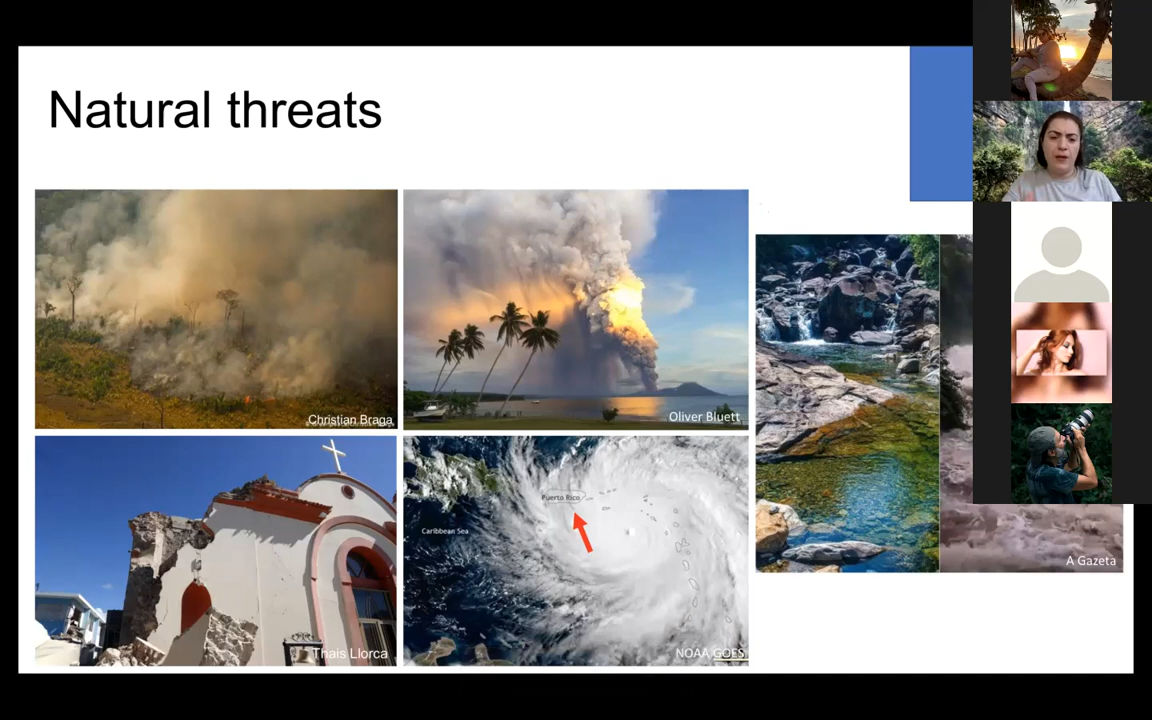 Natural threats
Christian Braga
Oliver Bluett
Puerto Rico
Caribbean Sea
Thais Llorca
NOAA GOES
A Gazeta